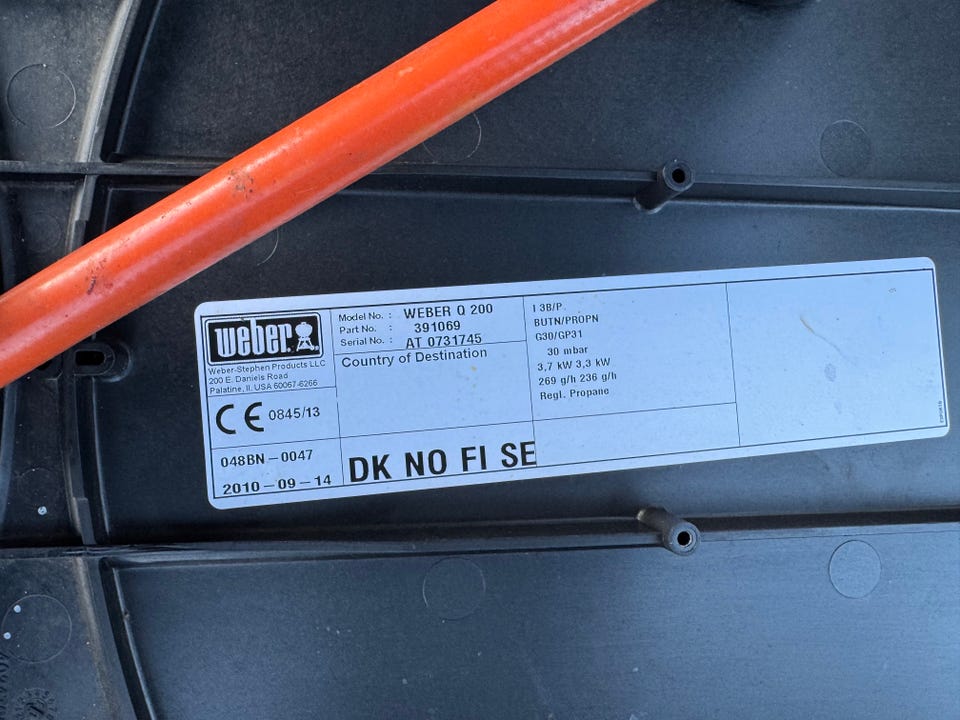 weber
Weber-Stephen Products LLC
200 E. Daniels Road
Palatine, Il. USA 60067-6266
CE 0845/13
048BN-0047
2010-09-14
Model No. : WEBER Q 200
Part No. : 391069
Serial No. : AT 0731745
Country of Destination
DK NO FI SE
I 3B/P
BUTN/PROPN
G30/GP31
30 mbar
3,7 kW 3,3 kW
269 g/h 236 g/h
Regl. Propane